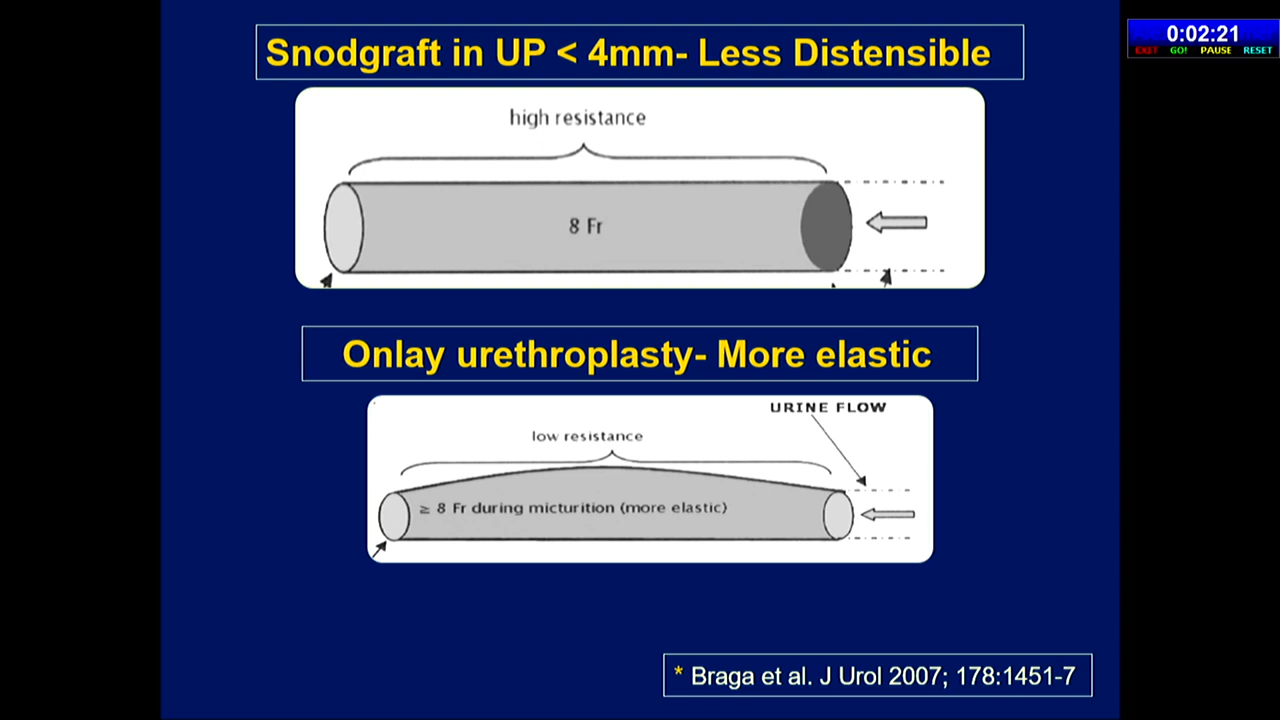 Snodgraft in UP < 4mm- Less Distensible
0:02:21
EXIT GO! PAUSE RESET
high resistance
8 Fr
Onlay urethroplasty- More elastic
URINE FLOW
low resistance
≥ 8 Fr during micturition (more elastic)
* Braga et al. J Urol 2007; 178:1451-7